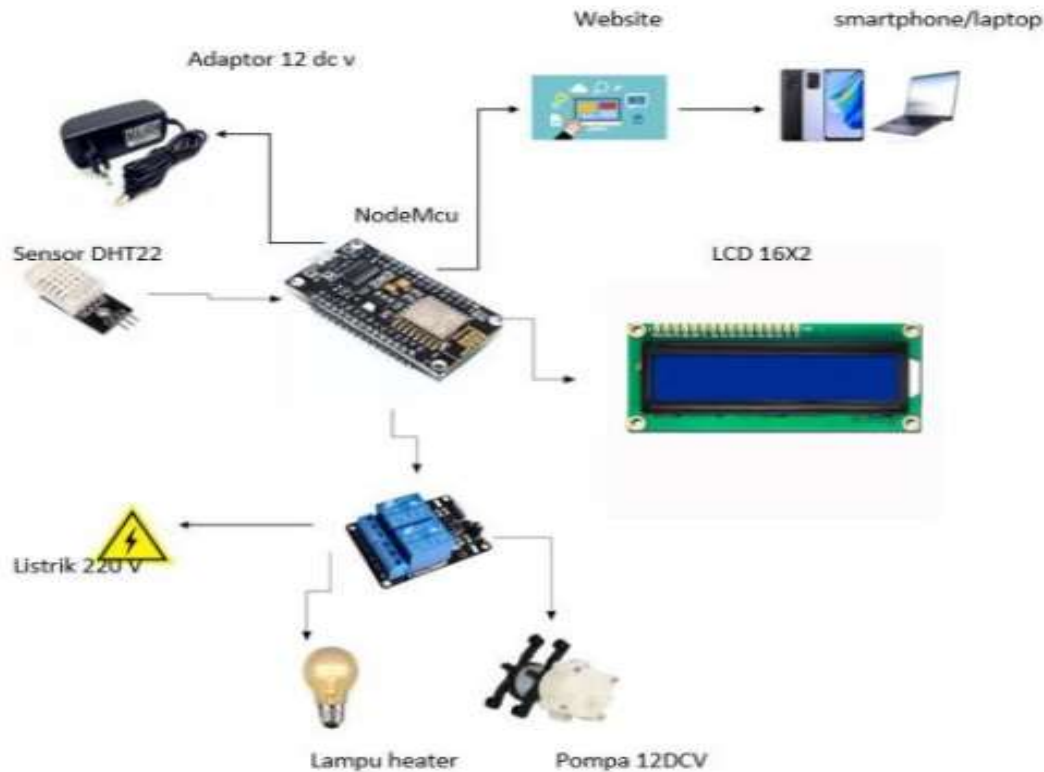 Website
smartphone/laptop
Adaptor 12 dc v
NodeMcu
Sensor DHT22
LCD 16X2
Listrik 220 V
Lampu heater
Pompa 12DCV